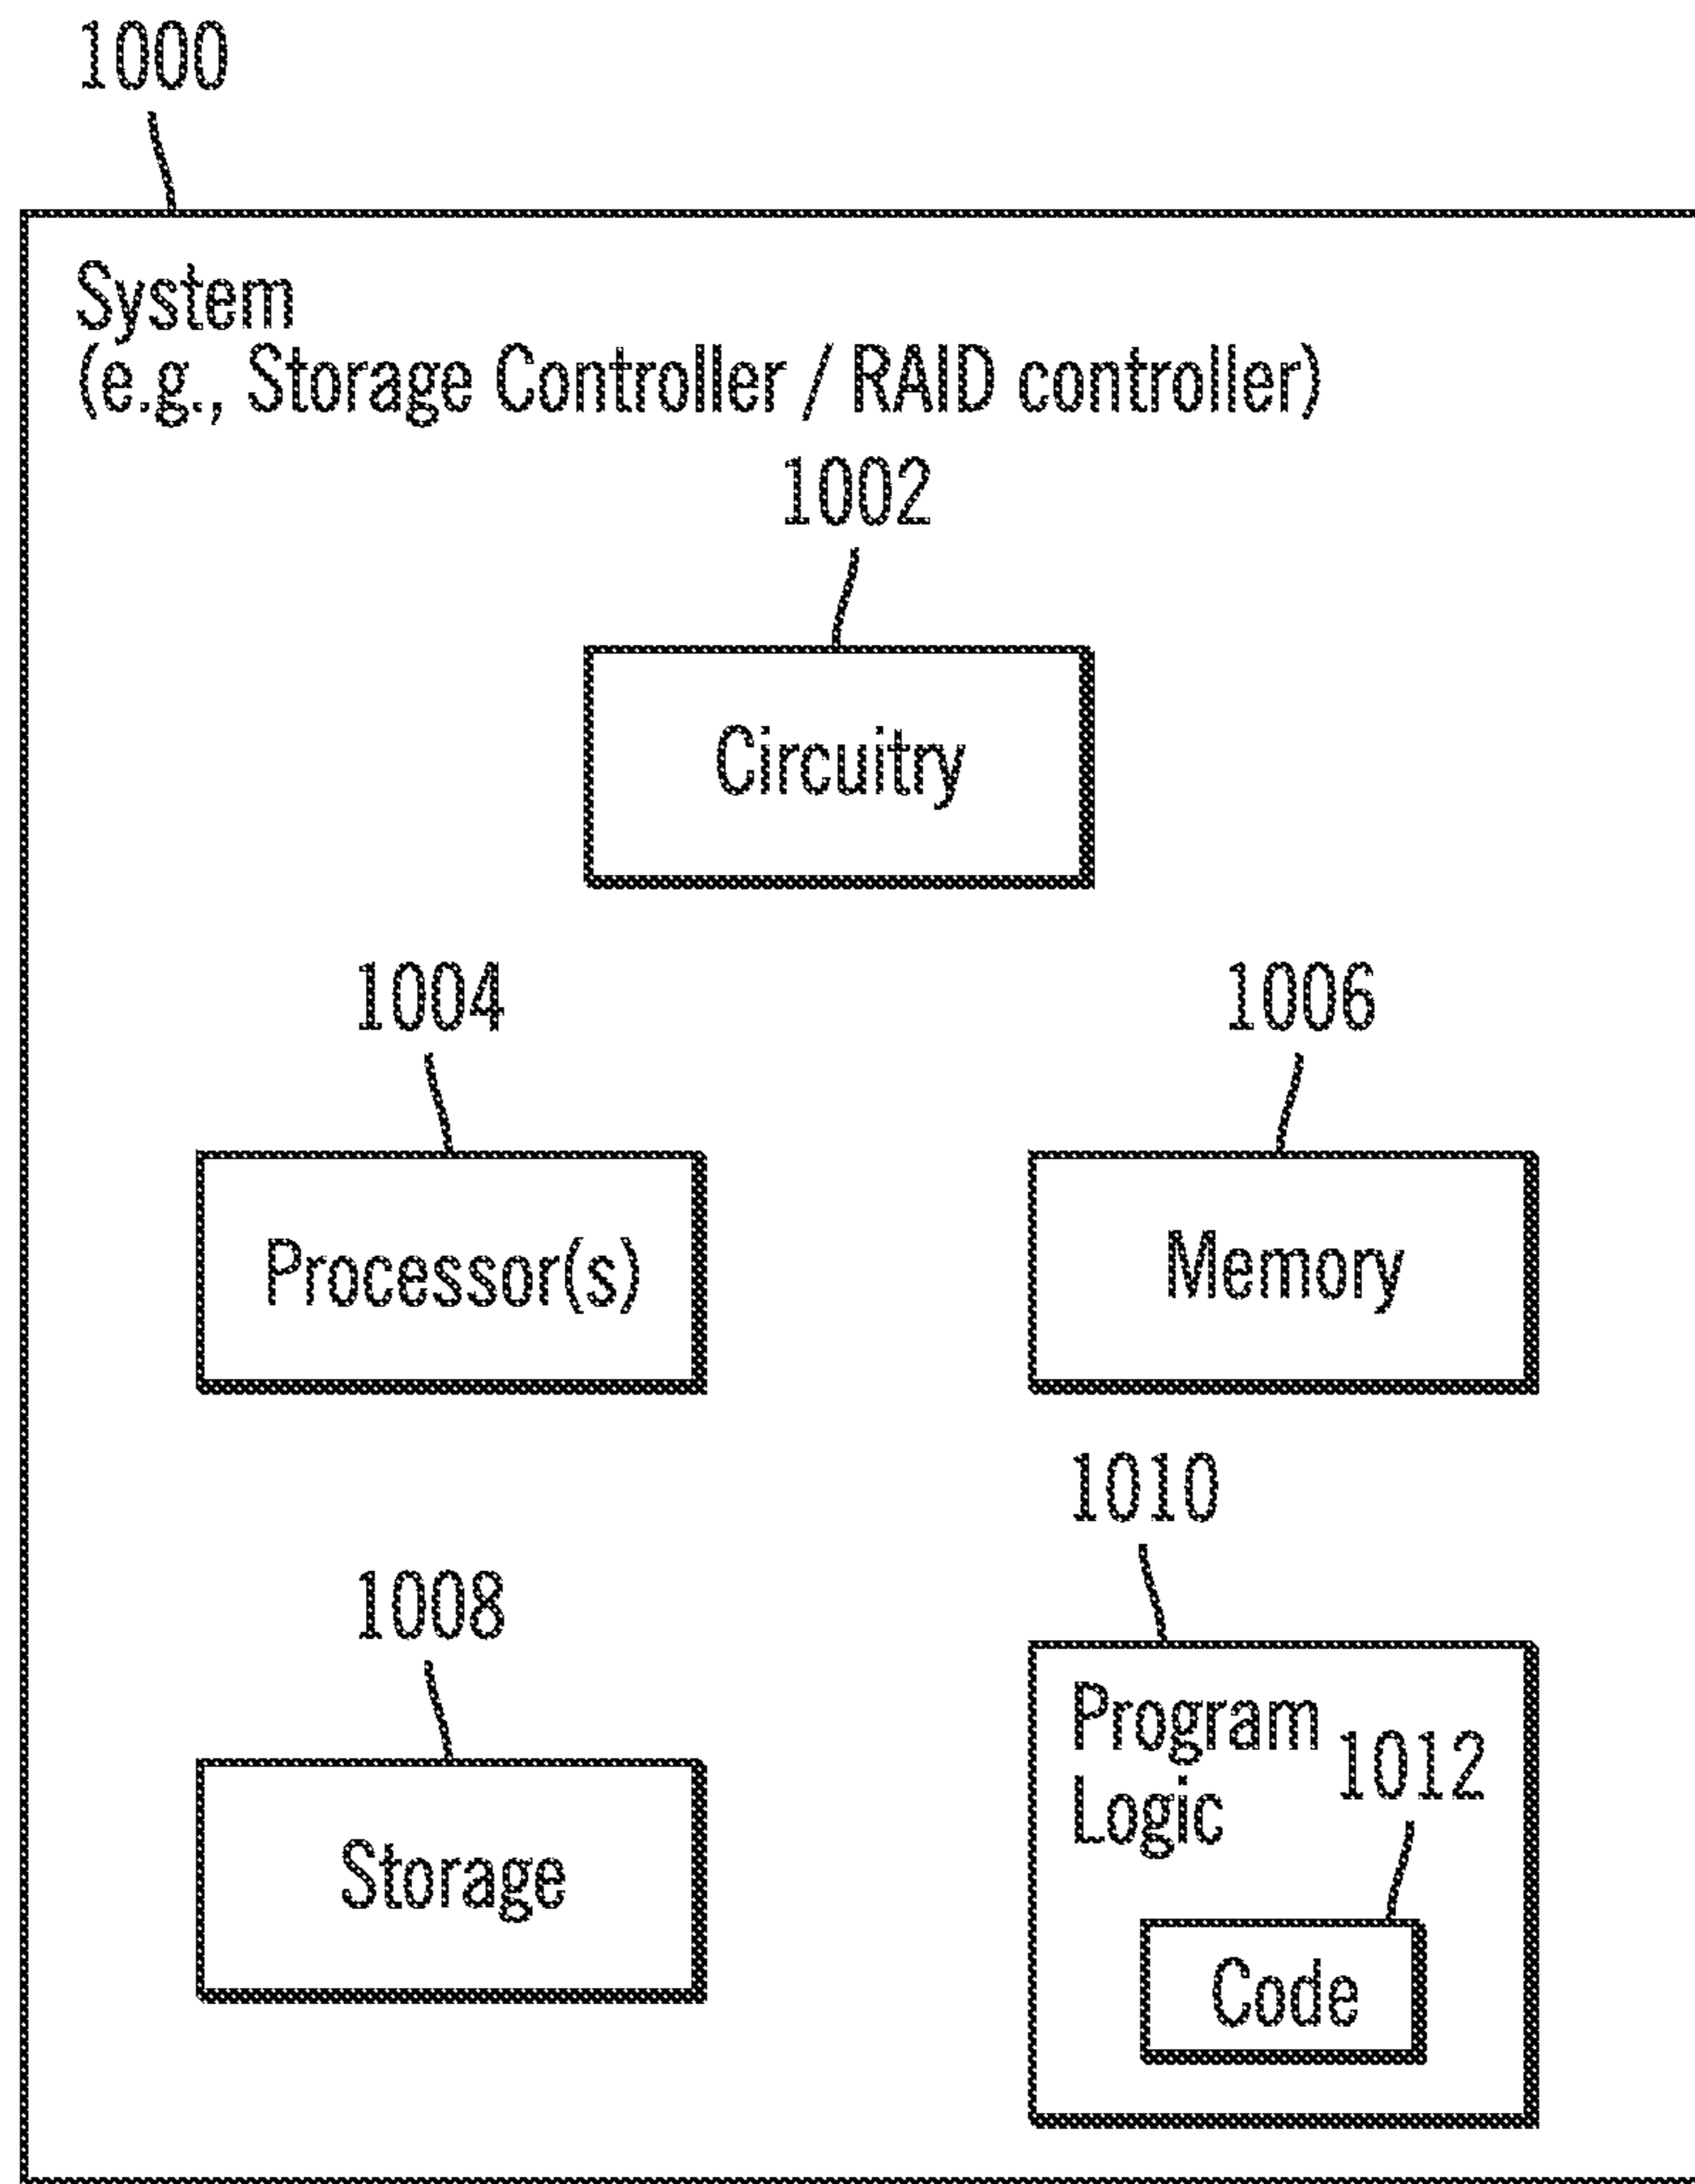 1000
System
(e.g., Storage Controller / RAID controller)
1002
Circuitry
1004
1006
Processor(s)
Memory
1010
1008
Program
Logic
1012
Storage
Code